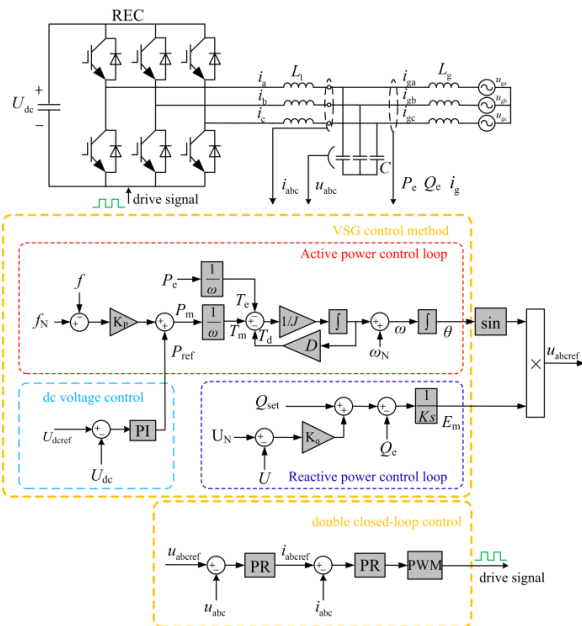 REC
U_dc
+
−
i_a
i_b
i_c
L_1
i_ga
i_gb
i_gc
L_g
u_ga
u_gb
u_gc
C
drive signal
i_abc
u_abc
P_e Q_e i_g
VSG control method
Active power control loop
f
f_N
+
−
K_P
+
+
P_m
P_ref
P_e
1/ω
T_e
1/ω
T_m
−
+
−
T_d
1/J
∫
D
+
+
ω
ω_N
∫
θ
sin
×
u_abcref
dc voltage control
U_dcref
+
−
PI
U_dc
Q_set
U_N
+
−
U
K_q
+
+
+
−
Q_e
1/Ks
E_m
Reactive power control loop
double closed-loop control
u_abcref
+
−
u_abc
PR
i_abcref
+
−
i_abc
PR
PWM
drive signal